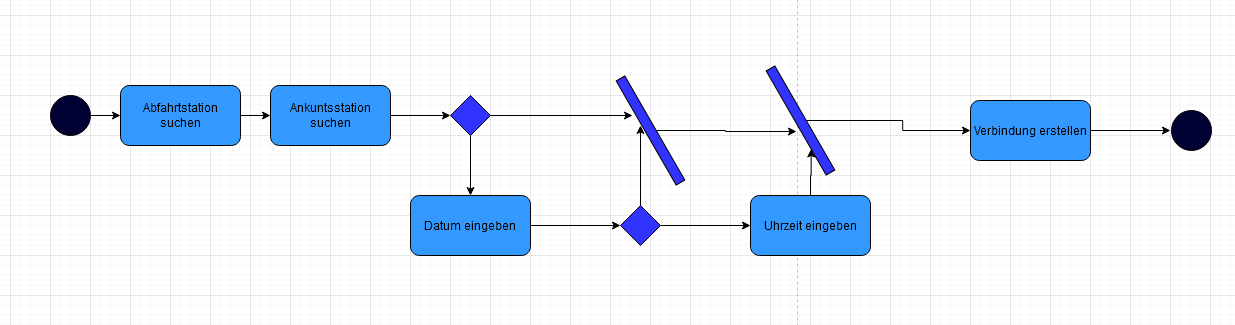 Abfahrtstation
suchen
Ankuntsstation
suchen
Datum eingeben
Uhrzeit eingeben
Verbindung erstellen